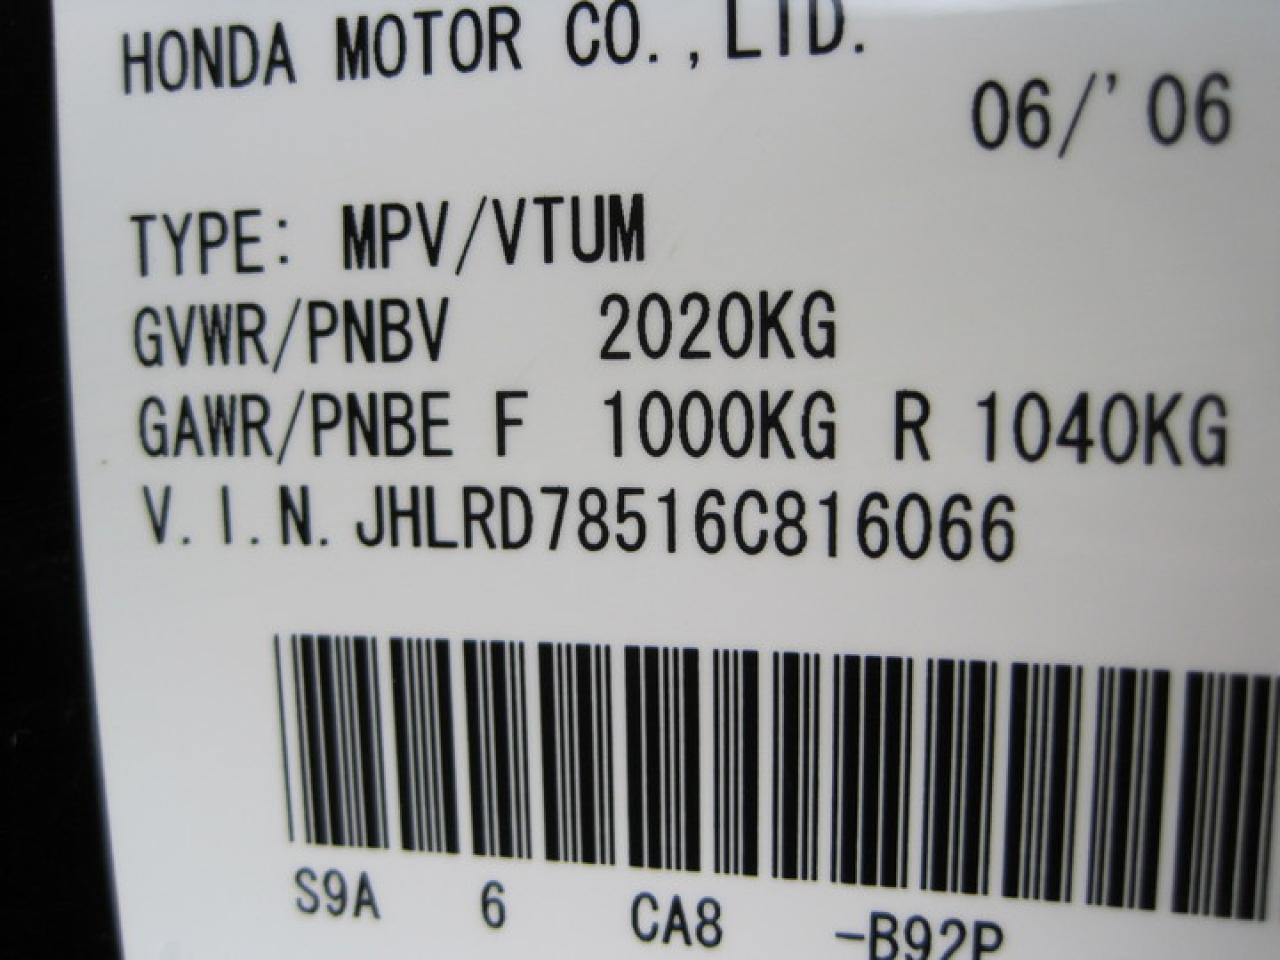 HONDA MOTOR CO.,LTD.
06/'06
TYPE: MPV/VTUM
GVWR/PNBV 2020KG
GAWR/PNBE F 1000KG R 1040KG
V.I.N. JHLRD78516C816066
S9A 6 CA8 -B92P